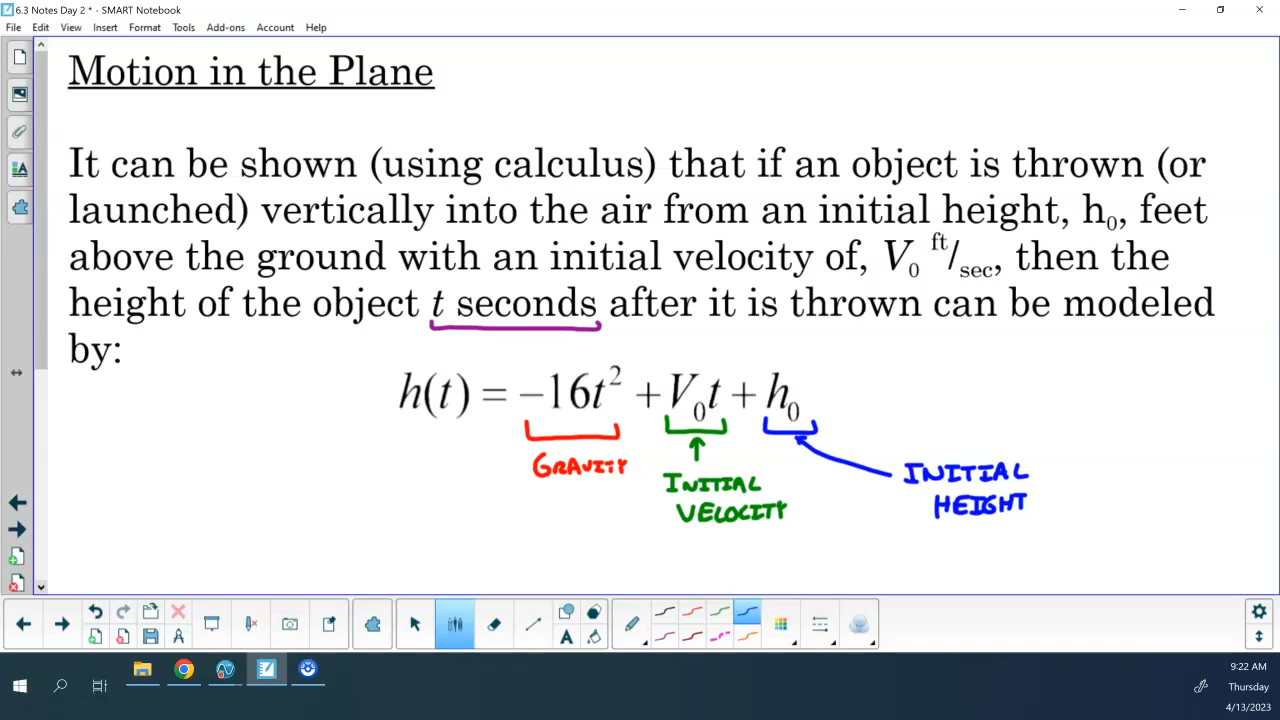 6.3 Notes Day 2 * - SMART Notebook
File Edit View Insert Format Tools Add-ons Account Help
Motion in the Plane
It can be shown (using calculus) that if an object is thrown (or
launched) vertically into the air from an initial height, h₀, feet
above the ground with an initial velocity of, V₀ ft/sec, then the
height of the object t seconds after it is thrown can be modeled
by:
h(t) = −16t² + V₀t + h₀
GRAVITY
INITIAL
VELOCITY
INITIAL
HEIGHT
9:22 AM
Thursday
4/13/2023